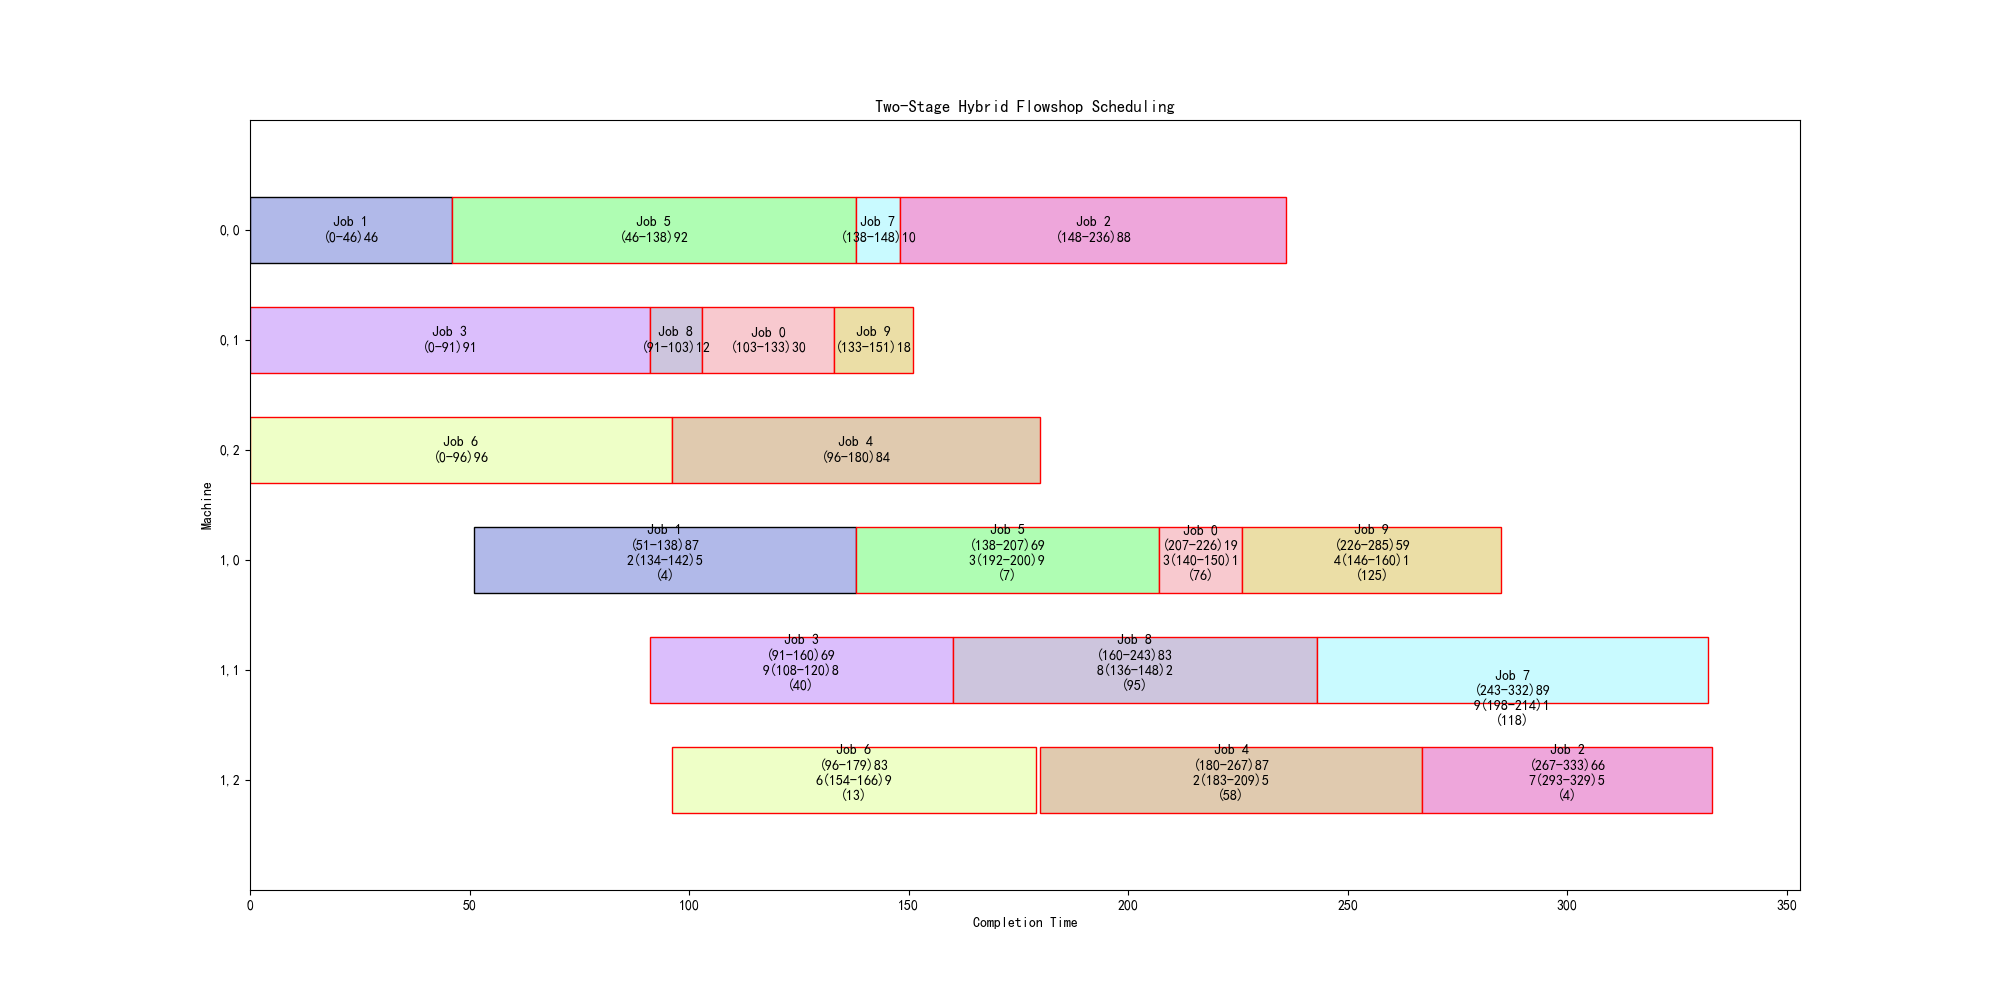 Two-Stage Hybrid Flowshop Scheduling
0,0
Job 1
(0-46)46
Job 5
(46-138)92
Job 7
(138-148)10
Job 2
(148-236)88
0,1
Job 3
(0-91)91
Job 8
(91-103)12
Job 0
(103-133)30
Job 9
(133-151)18
0,2
Job 6
(0-96)96
Job 4
(96-180)84
Machine
1,0
Job 1
(51-138)87
2(134-142)5
(4)
Job 5
(138-207)69
3(192-200)9
(7)
Job 0
(207-226)19
3(140-150)1
(76)
Job 9
(226-285)59
4(146-160)1
(125)
1,1
Job 3
(91-160)69
9(108-120)8
(40)
Job 8
(160-243)83
8(136-148)2
(95)
Job 7
(243-332)89
9(198-214)1
(118)
1,2
Job 6
(96-179)83
6(154-166)9
(13)
Job 4
(180-267)87
2(183-209)5
(58)
Job 2
(267-333)66
7(293-329)5
(4)
0 50 100 150 200 250 300 350
Completion Time